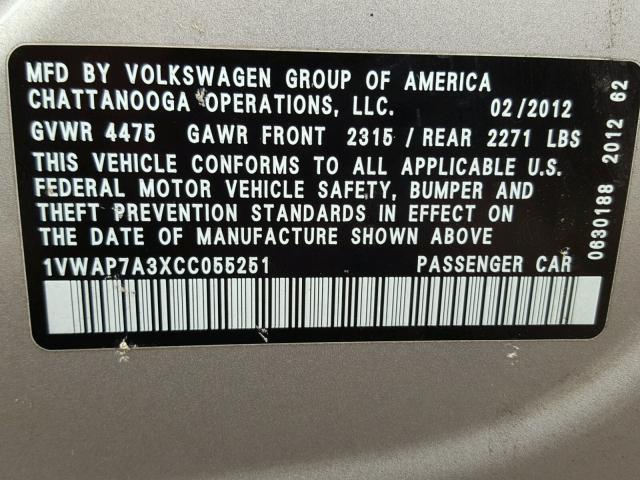 MFD BY VOLKSWAGEN GROUP OF AMERICA
CHATTANOOGA OPERATIONS, LLC. 02/2012
GVWR 4475 GAWR FRONT 2315 / REAR 2271 LBS
THIS VEHICLE CONFORMS TO ALL APPLICABLE U.S.
FEDERAL MOTOR VEHICLE SAFETY, BUMPER AND
THEFT PREVENTION STANDARDS IN EFFECT ON
THE DATE OF MANUFACTURE SHOWN ABOVE
1VWAP7A3XCC055251 PASSENGER CAR
0630188 2012 62